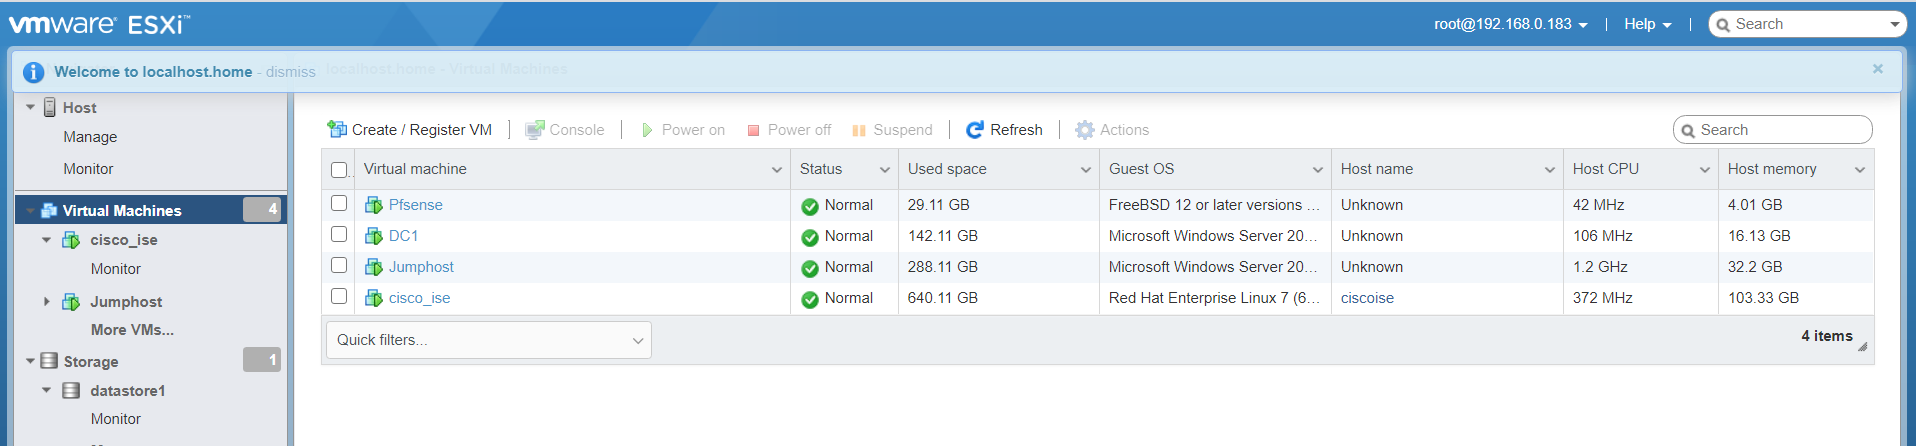 vmware® ESXi™
root@192.168.0.183 | Help | Search
Welcome to localhost.home - dismiss
localhost.home - Virtual Machines
Host
Manage
Monitor
Virtual Machines 4
cisco_ise
Monitor
Jumphost
More VMs...
Storage 1
datastore1
Monitor
Create / Register VM | Console | Power on Power off Suspend | Refresh | Actions Search
Virtual machine Status Used space Guest OS Host name Host CPU Host memory
Pfsense Normal 29.11 GB FreeBSD 12 or later versions ... Unknown 42 MHz 4.01 GB
DC1 Normal 142.11 GB Microsoft Windows Server 20... Unknown 106 MHz 16.13 GB
Jumphost Normal 288.11 GB Microsoft Windows Server 20... Unknown 1.2 GHz 32.2 GB
cisco_ise Normal 640.11 GB Red Hat Enterprise Linux 7 (6... ciscoise 372 MHz 103.33 GB
Quick filters... 4 items